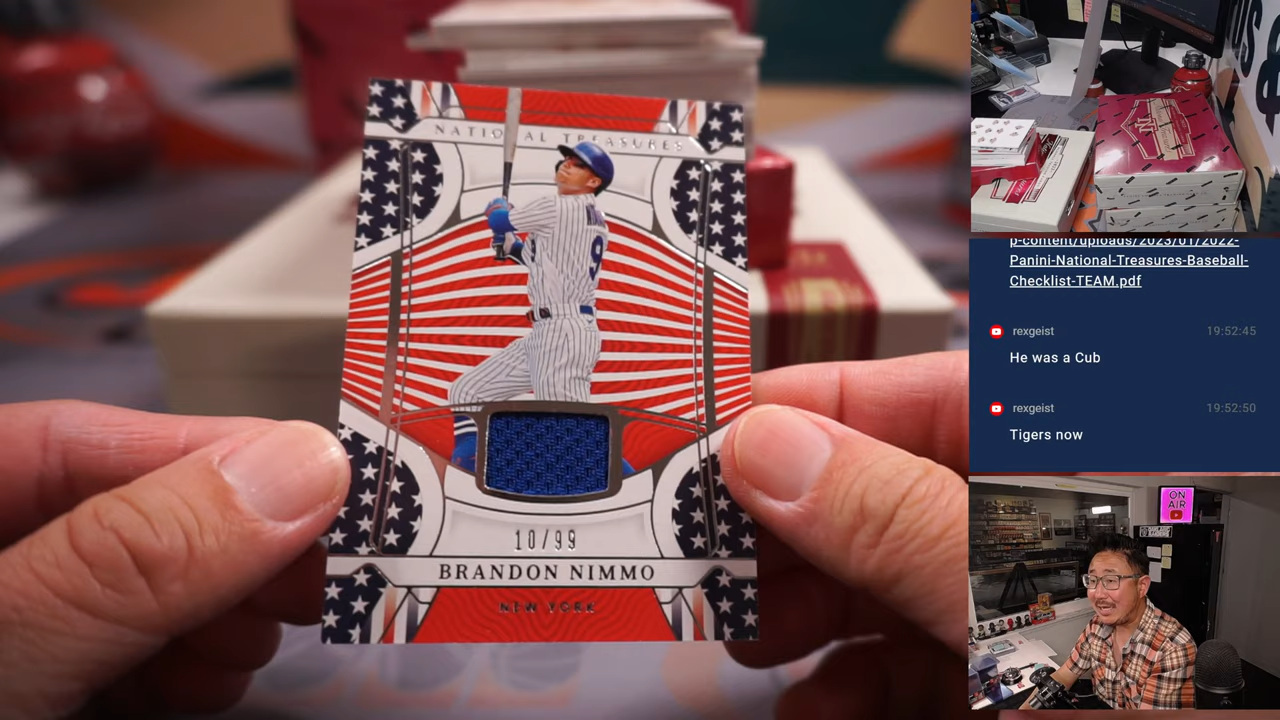 NATIONAL TREASURES
9
10/99
BRANDON NIMMO
NEW YORK
p-content/uploads/2023/01/2022-
Panini-National-Treasures-Baseball-
Checklist-TEAM.pdf
rexgeist 19:52:45
He was a Cub
rexgeist 19:52:50
Tigers now
ON
AIR